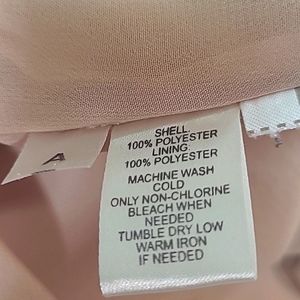 A
SHELL
100% POLYESTER
LINING:
100% POLYESTER
MACHINE WASH
COLD
ONLY NON-CHLORINE
BLEACH WHEN
NEEDED
TUMBLE DRY LOW
WARM IRON
IF NEEDED